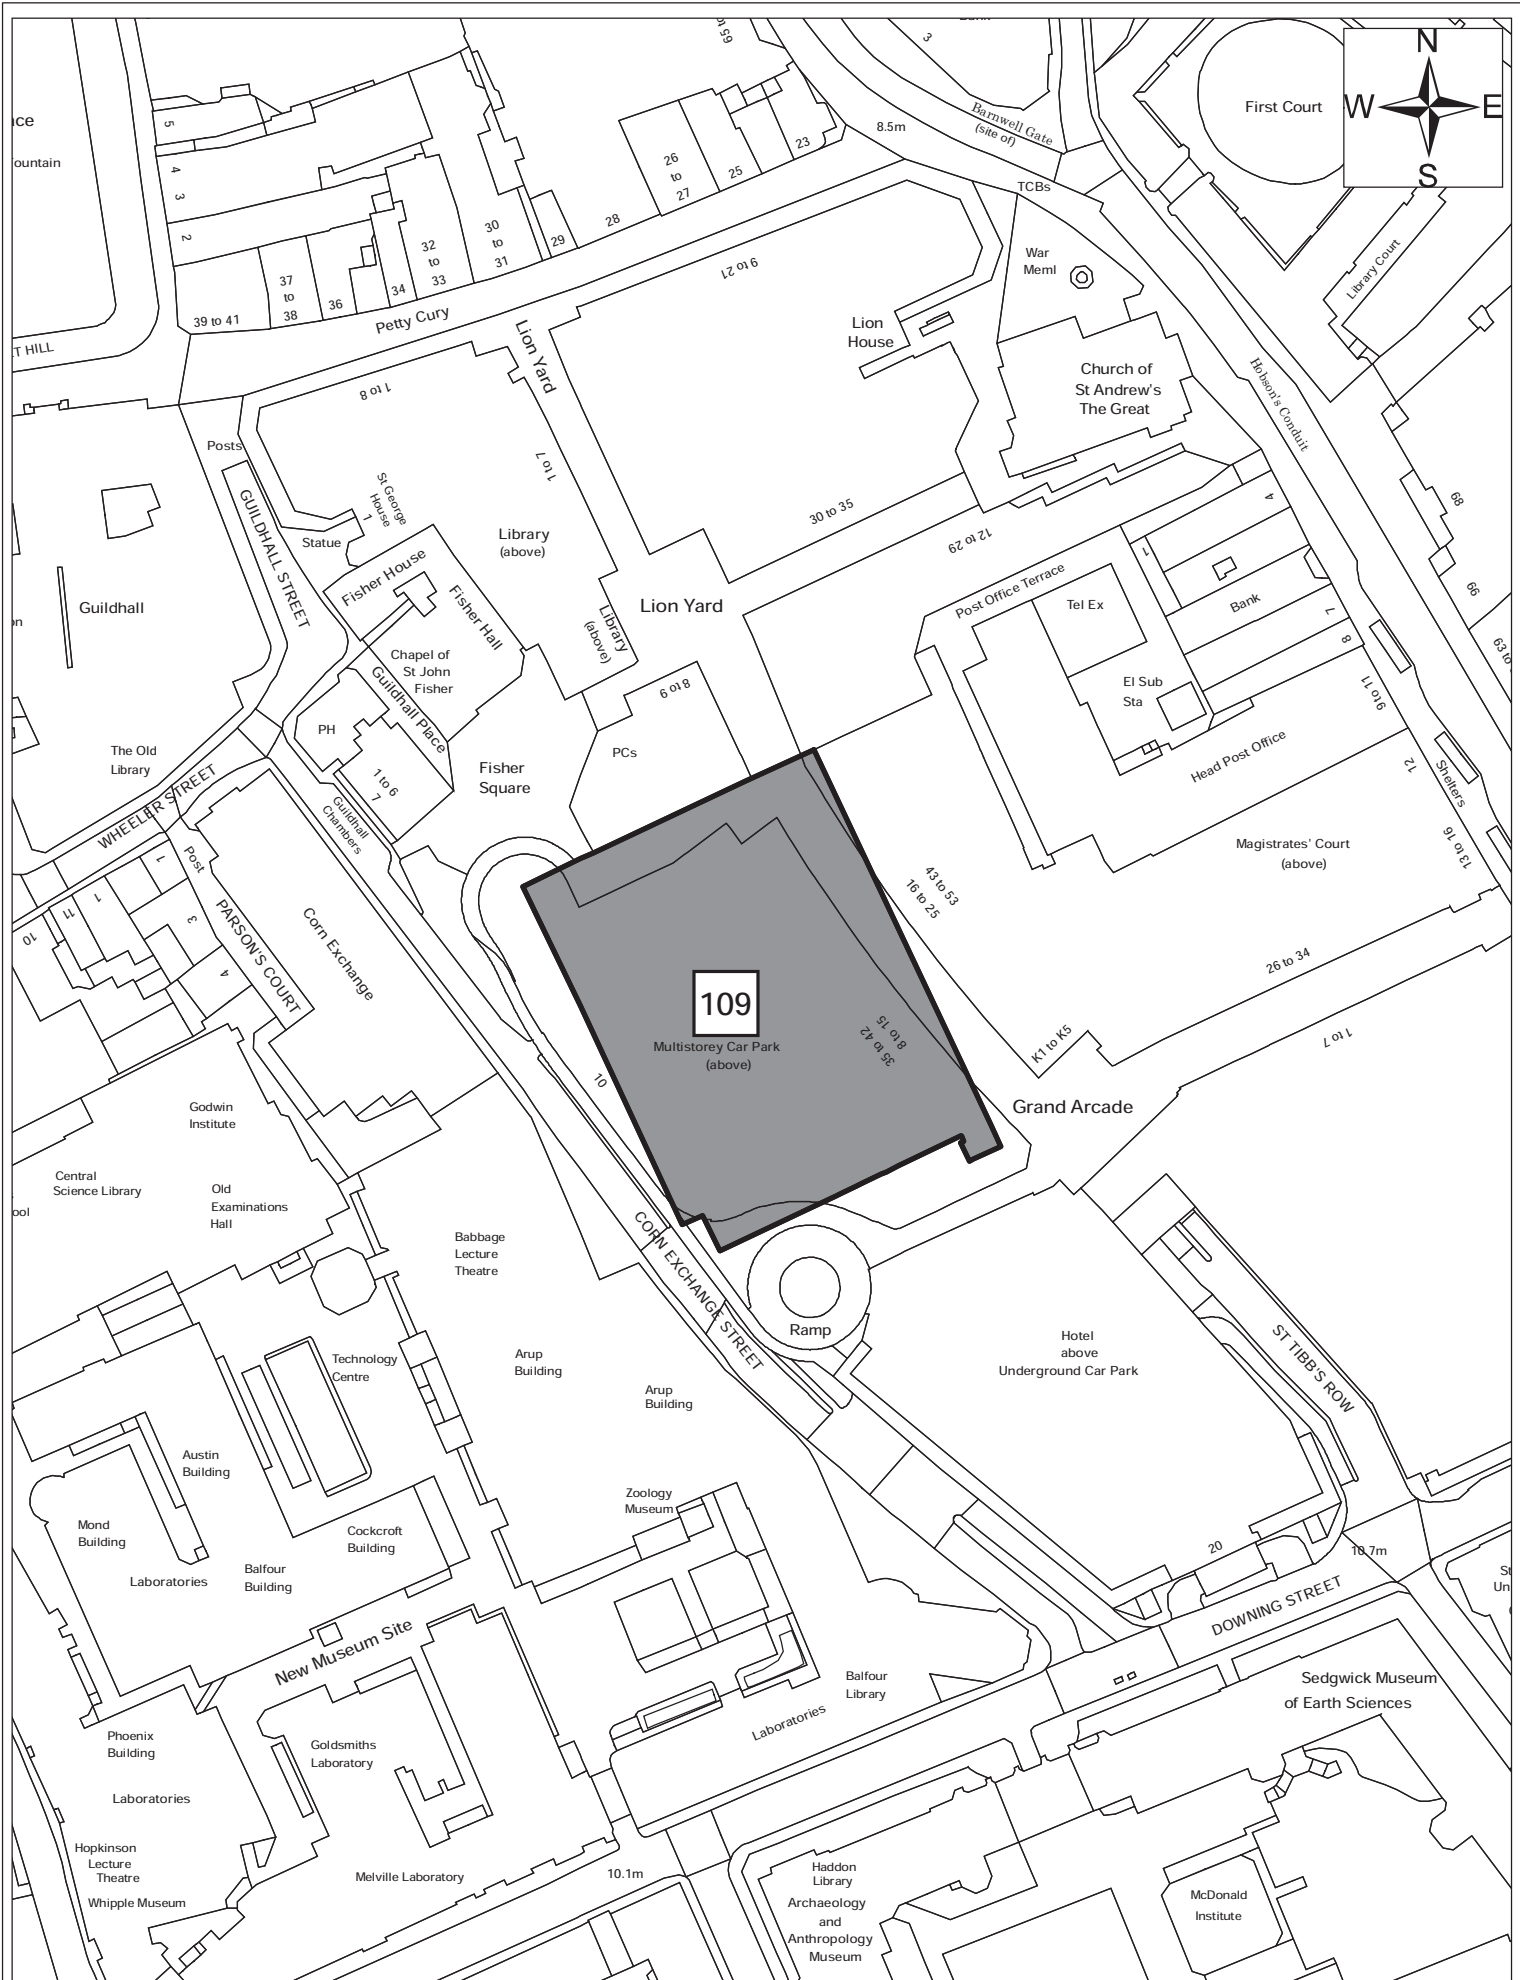 65 to
3
N
W
E
S
First Court
Barnwell Gate
(site of)
8.5m
TCBs
5
4
3
2
ountain
23
25
26
to
27
28
29
30
to
31
32
to
33
34
36
37
to
38
39 to 41
Petty Cury
9 to 21
War
Meml
Library Court
Lion
House
Lion Yard
1 to 8
Church of
St Andrew's
The Great
Hobson's Conduit
Posts
1 to 7
St George
House
1
GUILDHALL STREET
Statue
Library
(above)
30 to 35
12 to 29
4
1
68
66
63 to
Fisher House
Fisher Hall
Guildhall
Library
(above)
Lion Yard
Post Office Terrace
Tel Ex
Bank
7
8
Chapel of
St John
Fisher
Guildhall Place
El Sub
Sta
9 to 11
8 to 9
PH
PCs
The Old
Library
WHEELER STREET
Fisher
Square
1 to 6
7
Guildhall
Chambers
Head Post Office
12
Shelters
13 to 16
Magistrates' Court
(above)
Post
1
1
11
10
3
4
PARSON'S COURT
Corn Exchange
43 to 53
16 to 25
26 to 34
109
Multistorey Car Park
(above)
35 to 42
8 to 15
K1 to K5
1 to 7
10
Grand Arcade
Godwin
Institute
Central
Science Library
ool
Old
Examinations
Hall
Babbage
Lecture
Theatre
CORN EXCHANGE STREET
Ramp
Hotel
above
Underground Car Park
ST TIBB'S ROW
Technology
Centre
Arup
Building
Arup
Building
Austin
Building
Zoology
Museum
Mond
Building
Cockcroft
Building
Laboratories
Balfour
Building
20
10.7m
DOWNING STREET
New Museum Site
Balfour
Library
Laboratories
Sedgwick Museum
of Earth Sciences
Phoenix
Building
Goldsmiths
Laboratory
Laboratories
Hopkinson
Lecture
Theatre
Whipple Museum
Melville Laboratory
10.1m
Haddon
Library
Archaeology
and
Anthropology
Museum
McDonald
Institute